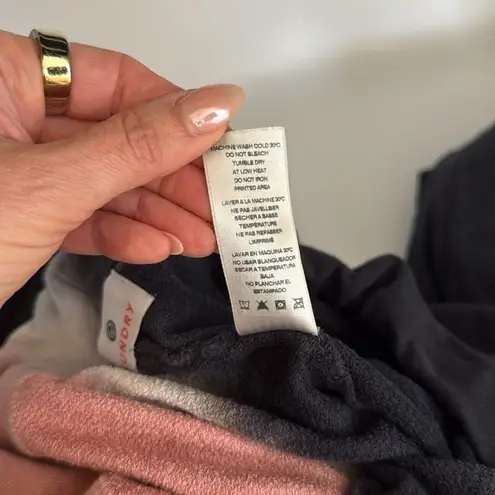 MACHINE WASH COLD 30°C
DO NOT BLEACH
TUMBLE DRY
AT LOW HEAT
DO NOT IRON
PRINTED AREA
LAVER A LA MACHINE 30°C
NE PAS JAVELLISER
SÉCHER A BASSE
TEMPÉRATURE
NE PAS REPASSER
L'IMPRIME
LAVAR EN MAQUINA 30°C
NO USAR BLANQUEADOR
SECAR A TEMPERATURA
BAJA
NO PLANCHAR EL
ESTAMPADO
UNDRY